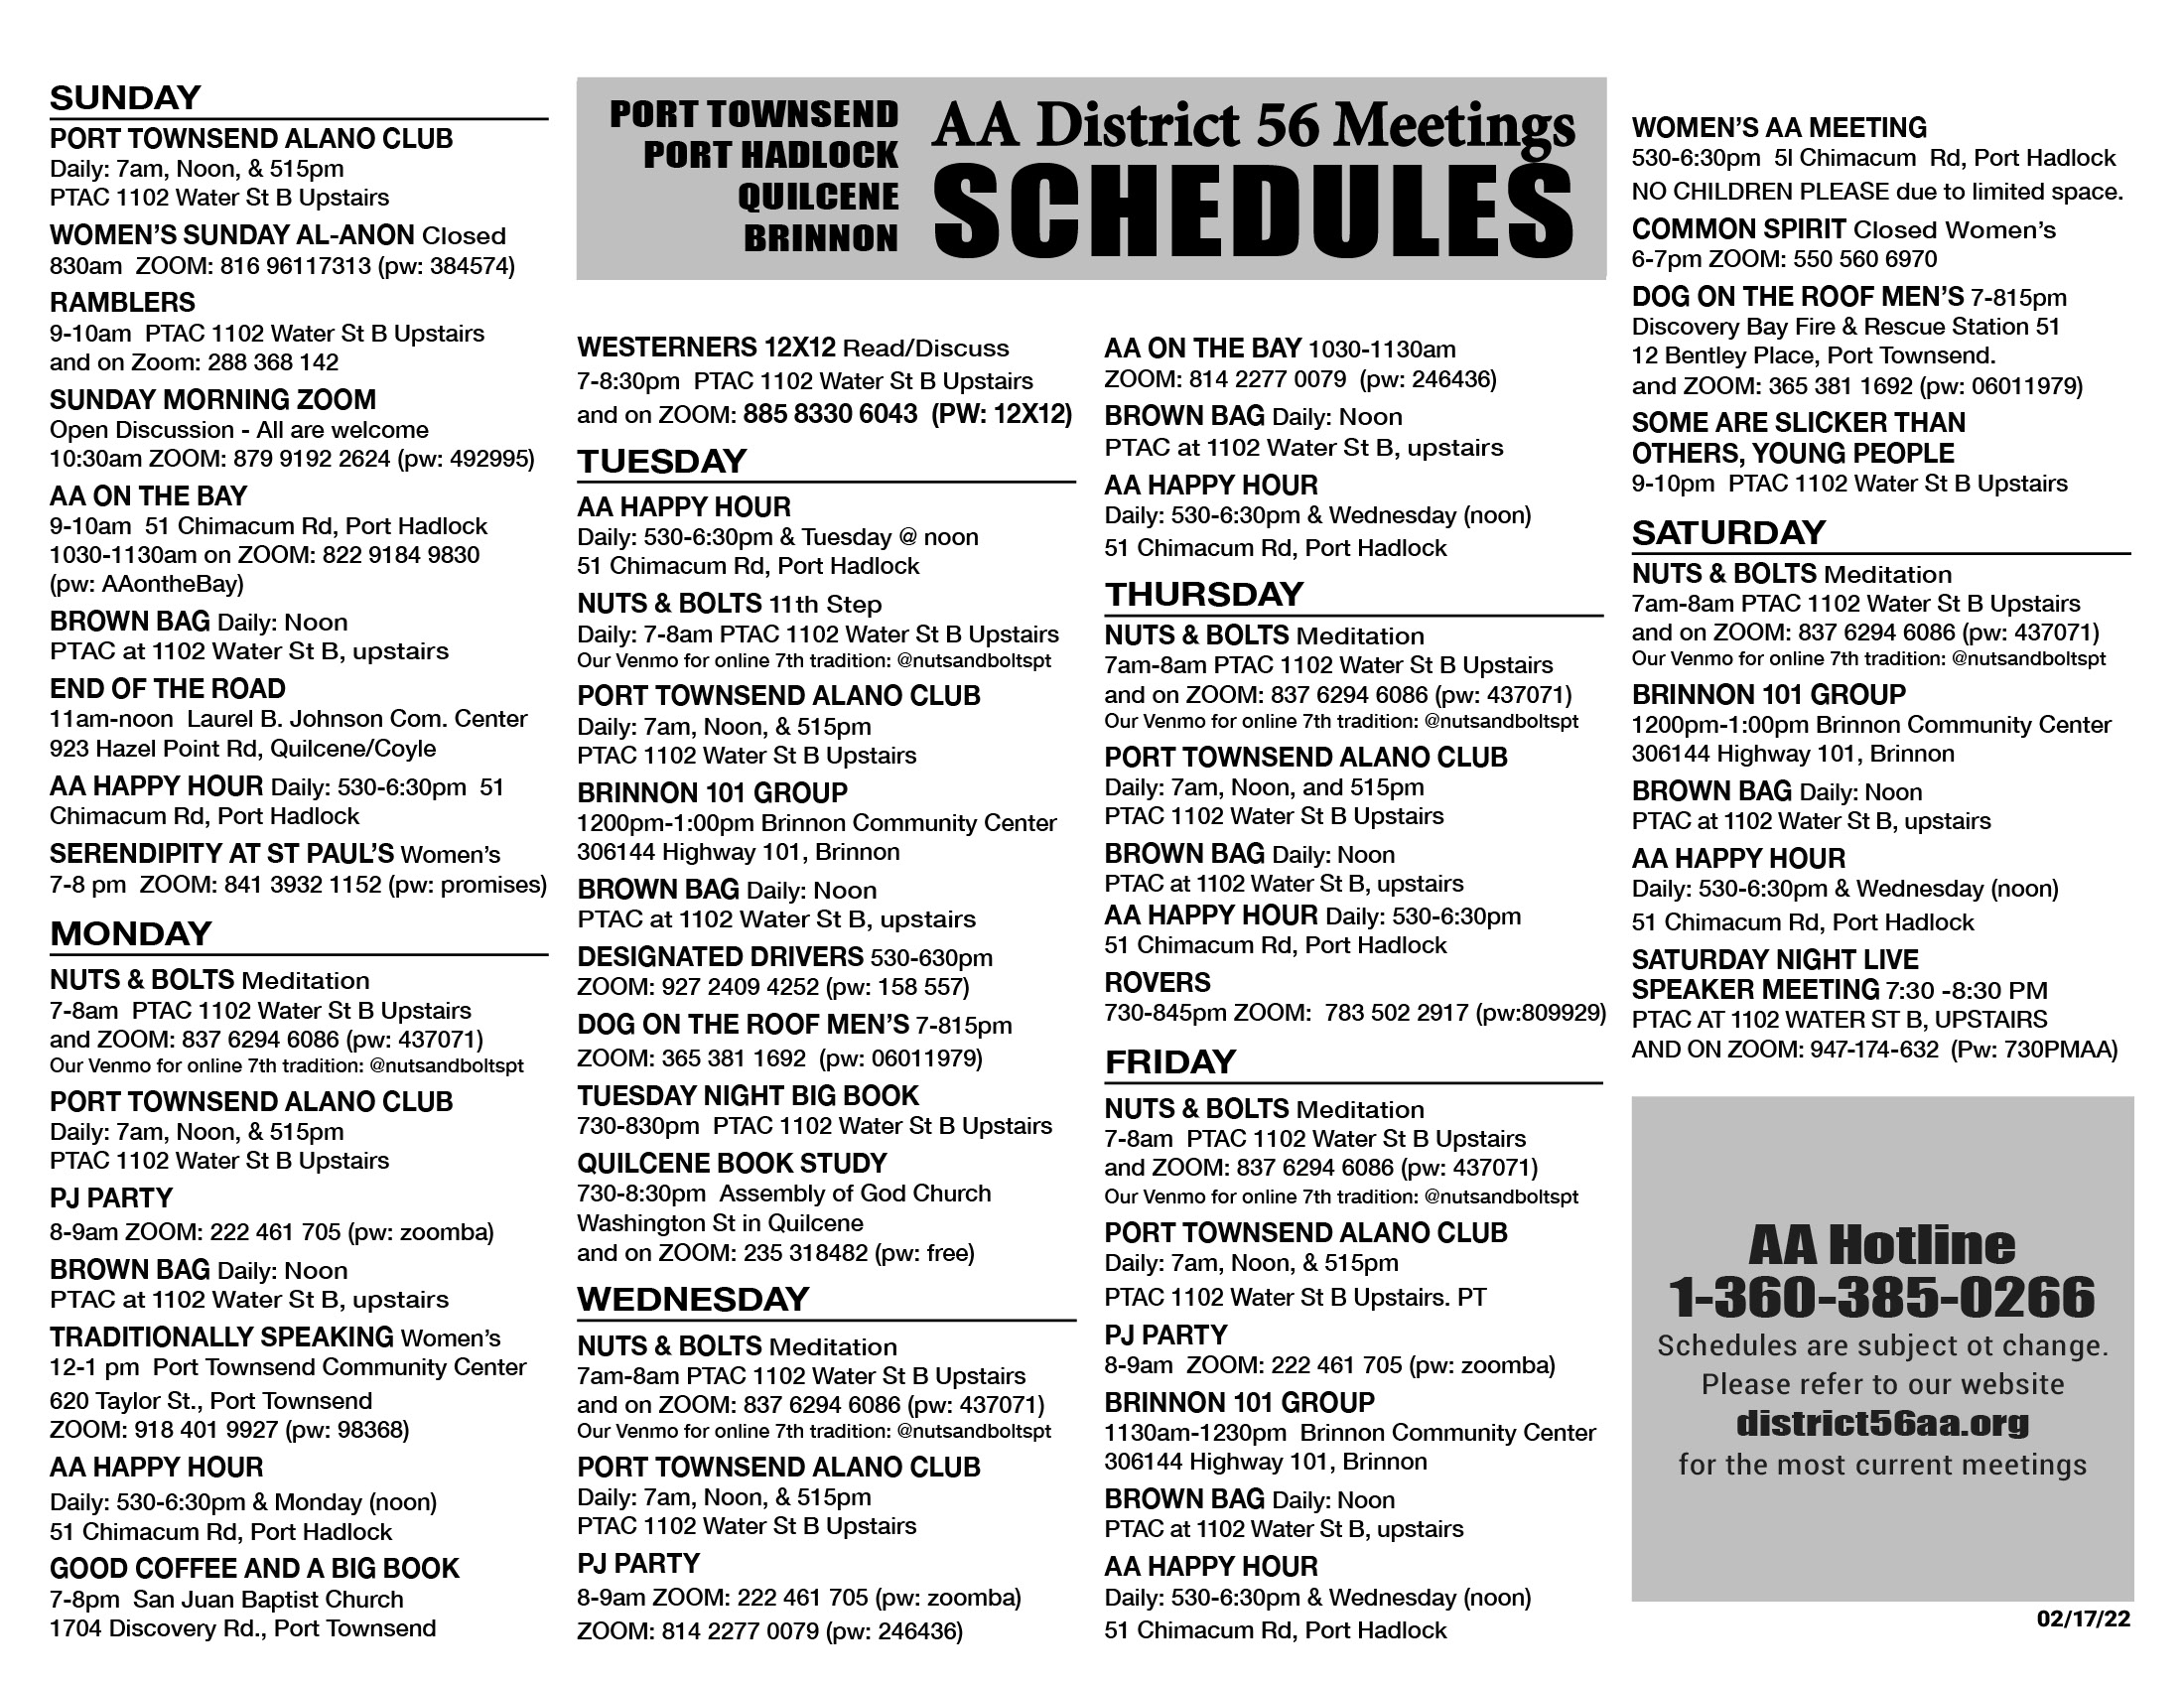 SUNDAY
PORT TOWNSEND ALANO CLUB
Daily: 7am, Noon, & 515pm
PTAC 1102 Water St B Upstairs
WOMEN'S SUNDAY AL-ANON Closed
830am  ZOOM: 816 96117313 (pw: 384574)
RAMBLERS
9-10am  PTAC 1102 Water St B Upstairs
and on Zoom: 288 368 142
SUNDAY MORNING ZOOM
Open Discussion - All are welcome
10:30am ZOOM: 879 9192 2624 (pw: 492995)
AA ON THE BAY
9-10am  51 Chimacum Rd, Port Hadlock
1030-1130am on ZOOM: 822 9184 9830
(pw: AAontheBay)
BROWN BAG Daily: Noon
PTAC at 1102 Water St B, upstairs
END OF THE ROAD
11am-noon  Laurel B. Johnson Com. Center
923 Hazel Point Rd, Quilcene/Coyle
AA HAPPY HOUR Daily: 530-6:30pm  51
Chimacum Rd, Port Hadlock
SERENDIPITY AT ST PAUL'S Women's
7-8 pm  ZOOM: 841 3932 1152 (pw: promises)
MONDAY
NUTS & BOLTS Meditation
7-8am  PTAC 1102 Water St B Upstairs
and ZOOM: 837 6294 6086 (pw: 437071)
Our Venmo for online 7th tradition: @nutsandboltspt
PORT TOWNSEND ALANO CLUB
Daily: 7am, Noon, & 515pm
PTAC 1102 Water St B Upstairs
PJ PARTY
8-9am ZOOM: 222 461 705 (pw: zoomba)
BROWN BAG Daily: Noon
PTAC at 1102 Water St B, upstairs
TRADITIONALLY SPEAKING Women's
12-1 pm  Port Townsend Community Center
620 Taylor St., Port Townsend
ZOOM: 918 401 9927 (pw: 98368)
AA HAPPY HOUR
Daily: 530-6:30pm & Monday (noon)
51 Chimacum Rd, Port Hadlock
GOOD COFFEE AND A BIG BOOK
7-8pm  San Juan Baptist Church
1704 Discovery Rd., Port Townsend
PORT TOWNSEND
PORT HADLOCK
QUILCENE
BRINNON
AA District 56 Meetings
SCHEDULES
WESTERNERS 12X12 Read/Discuss
7-8:30pm  PTAC 1102 Water St B Upstairs
and on ZOOM: 885 8330 6043  (PW: 12X12)
TUESDAY
AA HAPPY HOUR
Daily: 530-6:30pm & Tuesday @ noon
51 Chimacum Rd, Port Hadlock
NUTS & BOLTS 11th Step
Daily: 7-8am PTAC 1102 Water St B Upstairs
Our Venmo for online 7th tradition: @nutsandboltspt
PORT TOWNSEND ALANO CLUB
Daily: 7am, Noon, & 515pm
PTAC 1102 Water St B Upstairs
BRINNON 101 GROUP
1200pm-1:00pm Brinnon Community Center
306144 Highway 101, Brinnon
BROWN BAG Daily: Noon
PTAC at 1102 Water St B, upstairs
DESIGNATED DRIVERS 530-630pm
ZOOM: 927 2409 4252 (pw: 158 557)
DOG ON THE ROOF MEN'S 7-815pm
ZOOM: 365 381 1692  (pw: 06011979)
TUESDAY NIGHT BIG BOOK
730-830pm  PTAC 1102 Water St B Upstairs
QUILCENE BOOK STUDY
730-8:30pm  Assembly of God Church
Washington St in Quilcene
and on ZOOM: 235 318482 (pw: free)
WEDNESDAY
NUTS & BOLTS Meditation
7am-8am PTAC 1102 Water St B Upstairs
and on ZOOM: 837 6294 6086 (pw: 437071)
Our Venmo for online 7th tradition: @nutsandboltspt
PORT TOWNSEND ALANO CLUB
Daily: 7am, Noon, & 515pm
PTAC 1102 Water St B Upstairs
PJ PARTY
8-9am ZOOM: 222 461 705 (pw: zoomba)
ZOOM: 814 2277 0079 (pw: 246436)
AA ON THE BAY 1030-1130am
ZOOM: 814 2277 0079  (pw: 246436)
BROWN BAG Daily: Noon
PTAC at 1102 Water St B, upstairs
AA HAPPY HOUR
Daily: 530-6:30pm & Wednesday (noon)
51 Chimacum Rd, Port Hadlock
THURSDAY
NUTS & BOLTS Meditation
7am-8am PTAC 1102 Water St B Upstairs
and on ZOOM: 837 6294 6086 (pw: 437071)
Our Venmo for online 7th tradition: @nutsandboltspt
PORT TOWNSEND ALANO CLUB
Daily: 7am, Noon, and 515pm
PTAC 1102 Water St B Upstairs
BROWN BAG Daily: Noon
PTAC at 1102 Water St B, upstairs
AA HAPPY HOUR Daily: 530-6:30pm
51 Chimacum Rd, Port Hadlock
ROVERS
730-845pm ZOOM:  783 502 2917 (pw:809929)
FRIDAY
NUTS & BOLTS Meditation
7-8am  PTAC 1102 Water St B Upstairs
and ZOOM: 837 6294 6086 (pw: 437071)
Our Venmo for online 7th tradition: @nutsandboltspt
PORT TOWNSEND ALANO CLUB
Daily: 7am, Noon, & 515pm
PTAC 1102 Water St B Upstairs. PT
PJ PARTY
8-9am  ZOOM: 222 461 705 (pw: zoomba)
BRINNON 101 GROUP
1130am-1230pm  Brinnon Community Center
306144 Highway 101, Brinnon
BROWN BAG Daily: Noon
PTAC at 1102 Water St B, upstairs
AA HAPPY HOUR
Daily: 530-6:30pm & Wednesday (noon)
51 Chimacum Rd, Port Hadlock
WOMEN'S AA MEETING
530-6:30pm  5l Chimacum  Rd, Port Hadlock
NO CHILDREN PLEASE due to limited space.
COMMON SPIRIT Closed Women's
6-7pm ZOOM: 550 560 6970
DOG ON THE ROOF MEN'S 7-815pm
Discovery Bay Fire & Rescue Station 51
12 Bentley Place, Port Townsend.
and ZOOM: 365 381 1692 (pw: 06011979)
SOME ARE SLICKER THAN
OTHERS, YOUNG PEOPLE
9-10pm  PTAC 1102 Water St B Upstairs
SATURDAY
NUTS & BOLTS Meditation
7am-8am PTAC 1102 Water St B Upstairs
and on ZOOM: 837 6294 6086 (pw: 437071)
Our Venmo for online 7th tradition: @nutsandboltspt
BRINNON 101 GROUP
1200pm-1:00pm Brinnon Community Center
306144 Highway 101, Brinnon
BROWN BAG Daily: Noon
PTAC at 1102 Water St B, upstairs
AA HAPPY HOUR
Daily: 530-6:30pm & Wednesday (noon)
51 Chimacum Rd, Port Hadlock
SATURDAY NIGHT LIVE
SPEAKER MEETING 7:30 -8:30 PM
PTAC AT 1102 WATER ST B, UPSTAIRS
AND ON ZOOM: 947-174-632  (Pw: 730PMAA)
AA Hotline
1-360-385-0266
Schedules are subject ot change.
Please refer to our website
district56aa.org
for the most current meetings
02/17/22